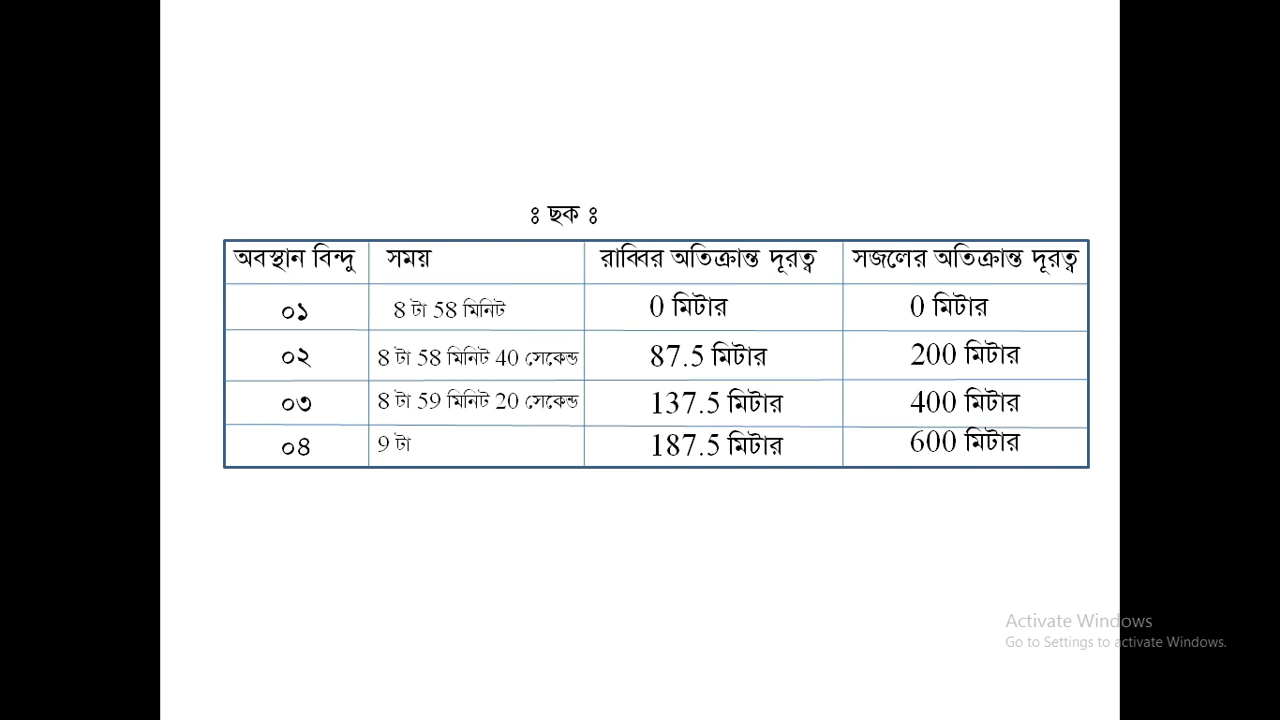 ঃ ছক ঃ
অবস্থান বিন্দু সময় রাব্বির অতিক্রান্ত দূরত্ব সজলের অতিক্রান্ত দূরত্ব
০১ 8 টা 58 মিনিট 0 মিটার 0 মিটার
০২ 8 টা 58 মিনিট 40 সেকেন্ড 87.5 মিটার 200 মিটার
০৩ 8 টা 59 মিনিট 20 সেকেন্ড 137.5 মিটার 400 মিটার
০৪ 9 টা 187.5 মিটার 600 মিটার
Activate Windows
Go to Settings to activate Windows.